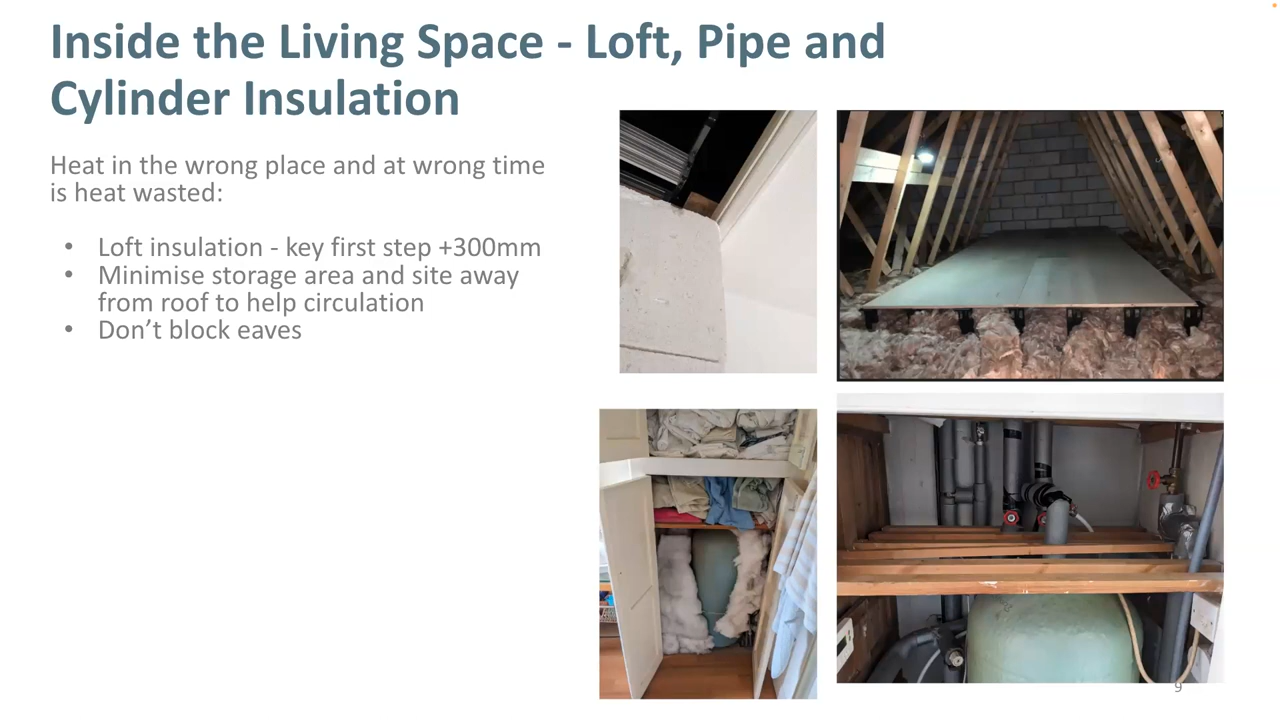 Inside the Living Space - Loft, Pipe and
Cylinder Insulation
Heat in the wrong place and at wrong time
is heat wasted:
• Loft insulation - key first step +300mm
• Minimise storage area and site away
from roof to help circulation
• Don’t block eaves
9